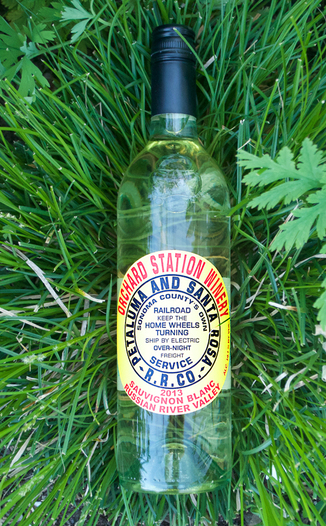 ORCHARD STATION WINERY
PETALUMA AND SANTA ROSA
SONOMA COUNTY'S OWN
RAILROAD
KEEP THE
HOME WHEELS
TURNING
SHIP BY ELECTRIC
OVER-NIGHT
FREIGHT
SERVICE
-R.R.CO.-
2013
SAUVIGNON BLANC
RUSSIAN RIVER VALLEY